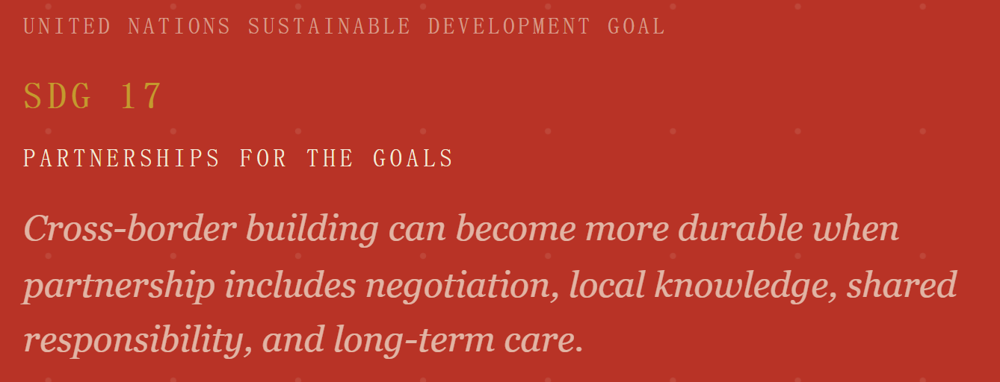 UNITED NATIONS SUSTAINABLE DEVELOPMENT GOAL
SDG 17
PARTNERSHIPS FOR THE GOALS
Cross-border building can become more durable when
partnership includes negotiation, local knowledge, shared
responsibility, and long-term care.